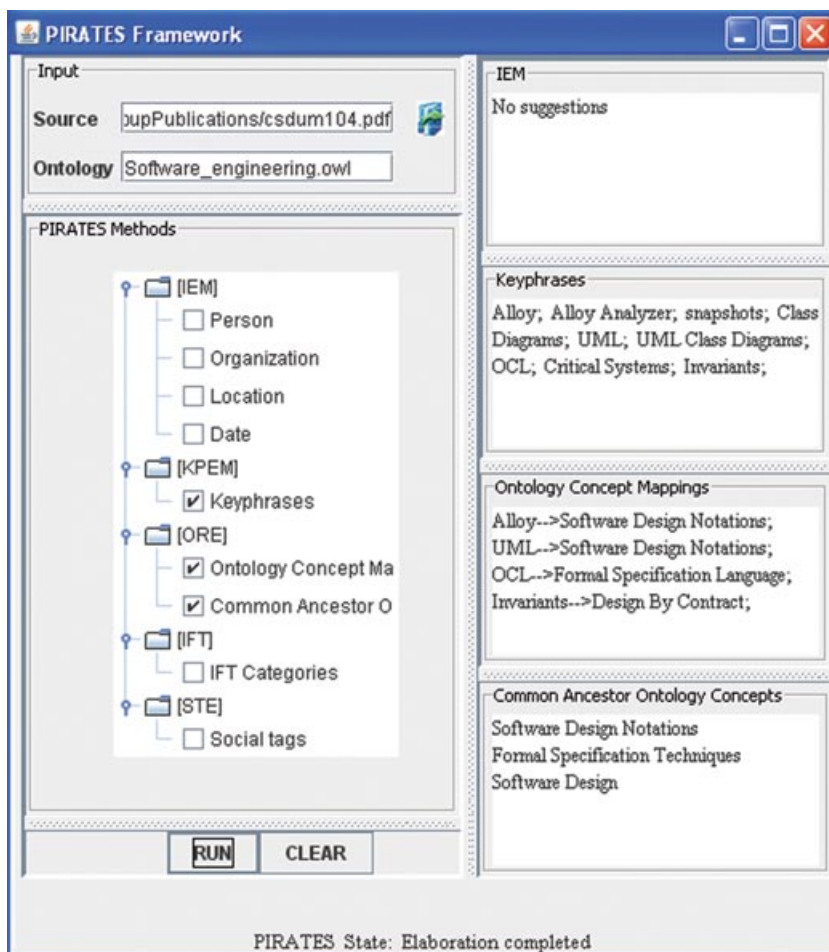 PIRATES Framework
Input
Source
oupPublications/csdum104.pdf
Ontology
Software_engineering.owl
PIRATES Methods
[IEM]
Person
Organization
Location
Date
[KPEM]
Keyphrases
[ORE]
Ontology Concept Ma
Common Ancestor O
[IFT]
IFT Categories
[STE]
Social tags
RUN
CLEAR
IEM
No suggestions
Keyphrases
Alloy; Alloy Analyzer; snapshots; Class
Diagrams; UML; UML Class Diagrams;
OCL; Critical Systems; Invariants;
Ontology Concept Mappings
Alloy-->Software Design Notations;
UML-->Software Design Notations;
OCL-->Formal Specification Language;
Invariants-->Design By Contract;
Common Ancestor Ontology Concepts
Software Design Notations
Formal Specification Techniques
Software Design
PIRATES State: Elaboration completed